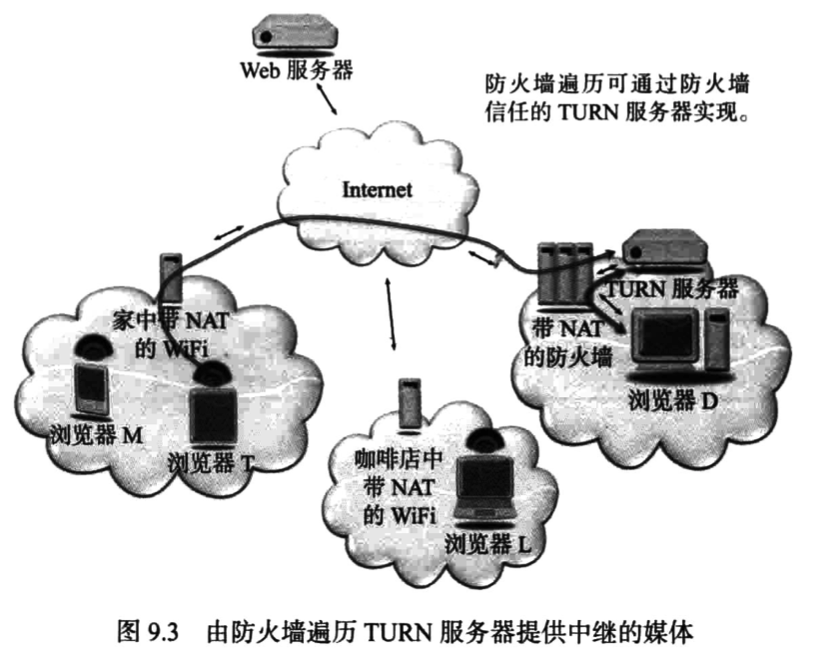 Web 服务器
防火墙遍历可通过防火墙
信任的 TURN 服务器实现。
Internet
TURN 服务器
家中带 NAT
的 WiFi
带 NAT
的防火墙
浏览器 D
浏览器 M
浏览器 T
咖啡店中
带 NAT
的 WiFi
浏览器 L
图 9.3 由防火墙遍历 TURN 服务器提供中继的媒体